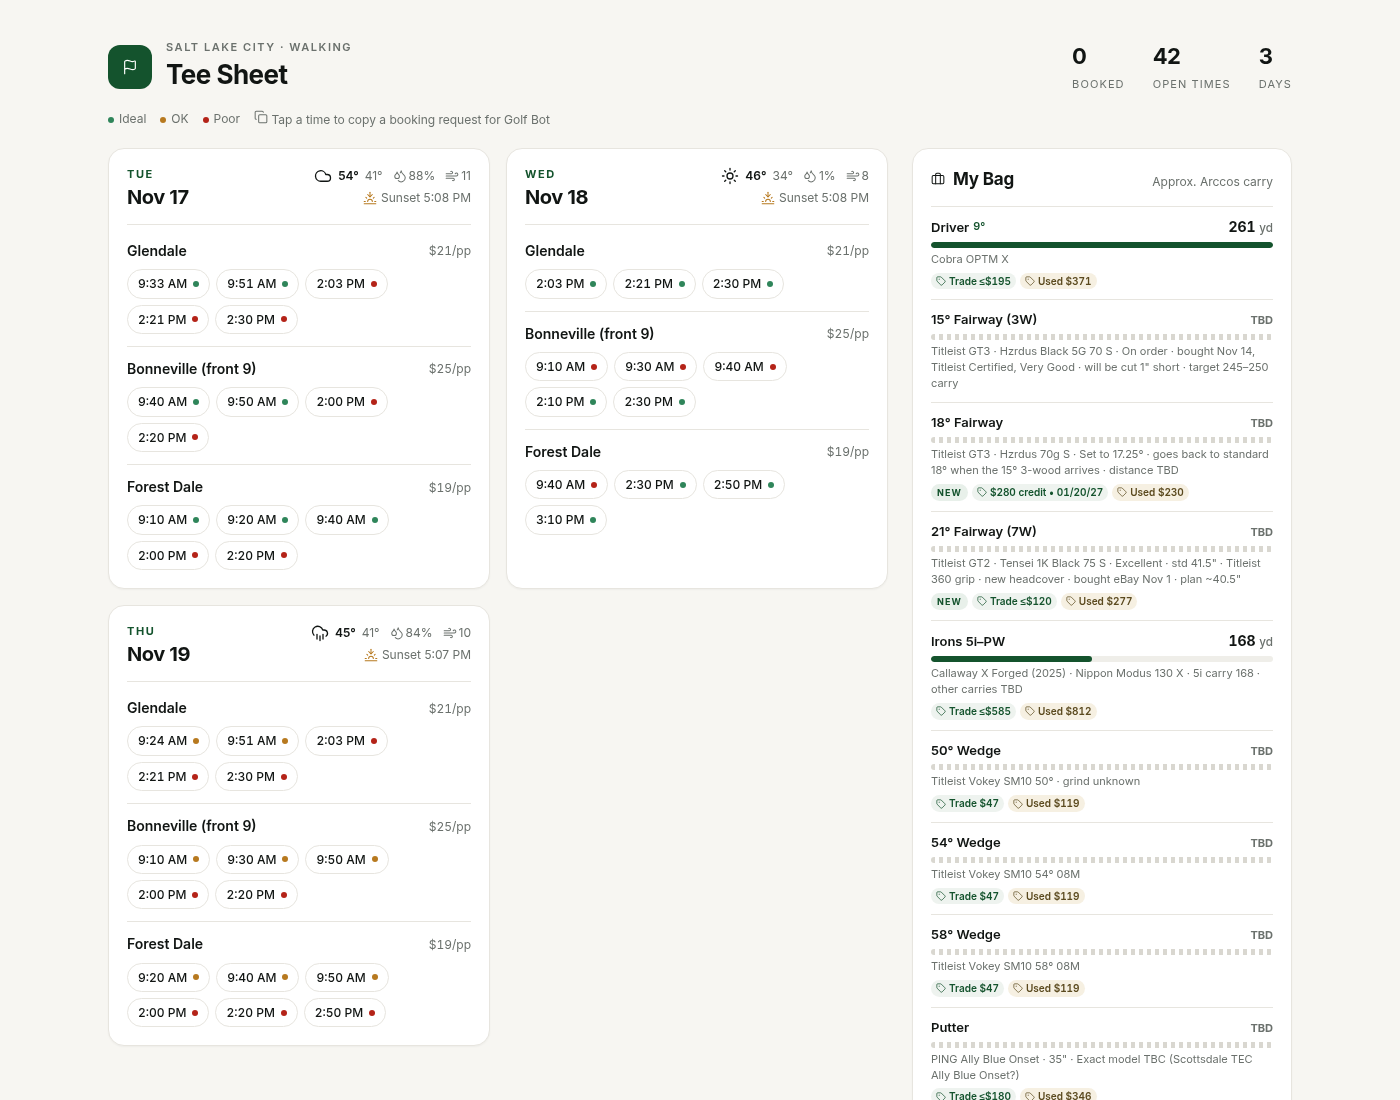 SALT LAKE CITY · WALKING
Tee Sheet
0
BOOKED
42
OPEN TIMES
3
DAYS
Ideal
OK
Poor
Tap a time to copy a booking request for Golf Bot
TUE
Nov 17
54° 41° 88% 11
Sunset 5:08 PM
Glendale
$21/pp
9:33 AM
9:51 AM
2:03 PM
2:21 PM
2:30 PM
Bonneville (front 9)
$25/pp
9:40 AM
9:50 AM
2:00 PM
2:20 PM
Forest Dale
$19/pp
9:10 AM
9:20 AM
9:40 AM
2:00 PM
2:20 PM
WED
Nov 18
46° 34° 1% 8
Sunset 5:08 PM
Glendale
$21/pp
2:03 PM
2:21 PM
2:30 PM
Bonneville (front 9)
$25/pp
9:10 AM
9:30 AM
9:40 AM
2:10 PM
2:30 PM
Forest Dale
$19/pp
9:40 AM
2:30 PM
2:50 PM
3:10 PM
THU
Nov 19
45° 41° 84% 10
Sunset 5:07 PM
Glendale
$21/pp
9:24 AM
9:51 AM
2:03 PM
2:21 PM
2:30 PM
Bonneville (front 9)
$25/pp
9:10 AM
9:30 AM
9:50 AM
2:00 PM
2:20 PM
Forest Dale
$19/pp
9:20 AM
9:40 AM
9:50 AM
2:00 PM
2:20 PM
2:50 PM
My Bag
Approx. Arccos carry
Driver 9°
261 yd
Cobra OPTM X
Trade ≤$195
Used $371
15° Fairway (3W)
TBD
Titleist GT3 · Hzrdus Black 5G 70 S · On order · bought Nov 14,
Titleist Certified, Very Good · will be cut 1" short · target 245–250
carry
18° Fairway
TBD
Titleist GT3 · Hzrdus 70g S · Set to 17.25° · goes back to standard
18° when the 15° 3-wood arrives · distance TBD
NEW
$280 credit • 01/20/27
Used $230
21° Fairway (7W)
TBD
Titleist GT2 · Tensei 1K Black 75 S · Excellent · std 41.5" · Titleist
360 grip · new headcover · bought eBay Nov 1 · plan ~40.5"
NEW
Trade ≤$120
Used $277
Irons 5i–PW
168 yd
Callaway X Forged (2025) · Nippon Modus 130 X · 5i carry 168 ·
other carries TBD
Trade ≤$585
Used $812
50° Wedge
TBD
Titleist Vokey SM10 50° · grind unknown
Trade $47
Used $119
54° Wedge
TBD
Titleist Vokey SM10 54° 08M
Trade $47
Used $119
58° Wedge
TBD
Titleist Vokey SM10 58° 08M
Trade $47
Used $119
Putter
TBD
PING Ally Blue Onset · 35" · Exact model TBC (Scottsdale TEC
Ally Blue Onset?)
Trade ≤$180
Used $346